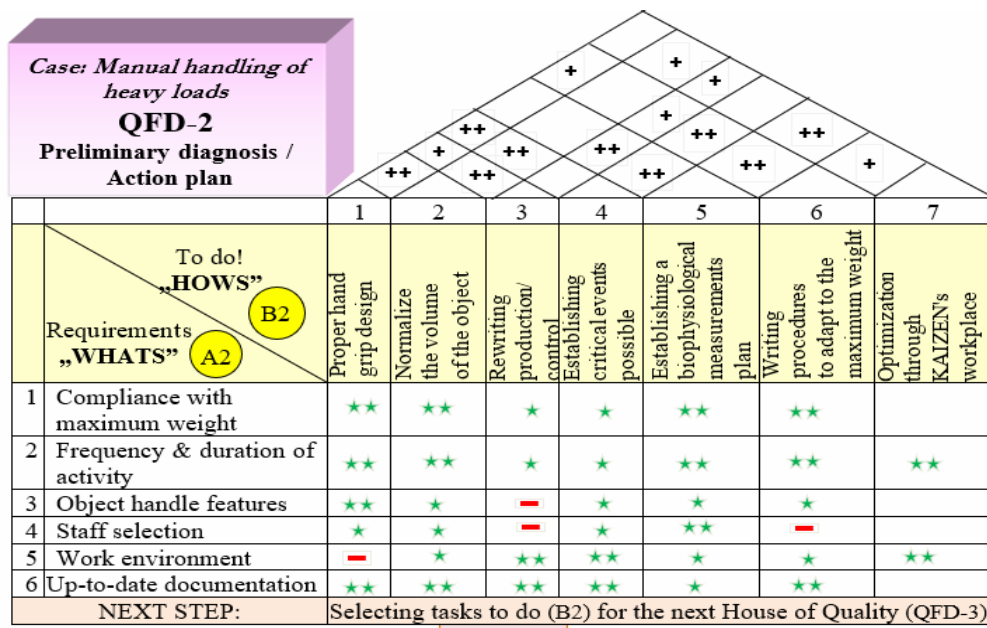 Case: Manual handling of
heavy loads
QFD-2
Preliminary diagnosis /
Action plan
+
+
+
++
+
+
++
++
++
++
++
++
++
++
+
1 2 3 4 5 6 7
To do!
„HOWS”
B2
Requirements
„WHATS”
A2
Proper hand
grip design
Normalize
the volume
of the object
Rewriting
production/
control
Establishing
critical events
possible
Establishing a
biophysiological
measurements
plan
Writing
procedures
to adapt to the
maximum weight
Optimization
through
KAIZEN's
workplace
1 Compliance with
maximum weight
★★ ★★ ★ ★ ★★ ★★
2 Frequency & duration of
activity
★★ ★★ ★ ★ ★★ ★★ ★★
3 Object handle features ★★ ★ − ★ ★ ★
4 Staff selection ★ ★ − ★ ★★ −
5 Work environment − ★ ★★ ★★ ★ ★ ★★
6 Up-to-date documentation ★★ ★★ ★★ ★★ ★ ★★
NEXT STEP: Selecting tasks to do (B2) for the next House of Quality (QFD-3)